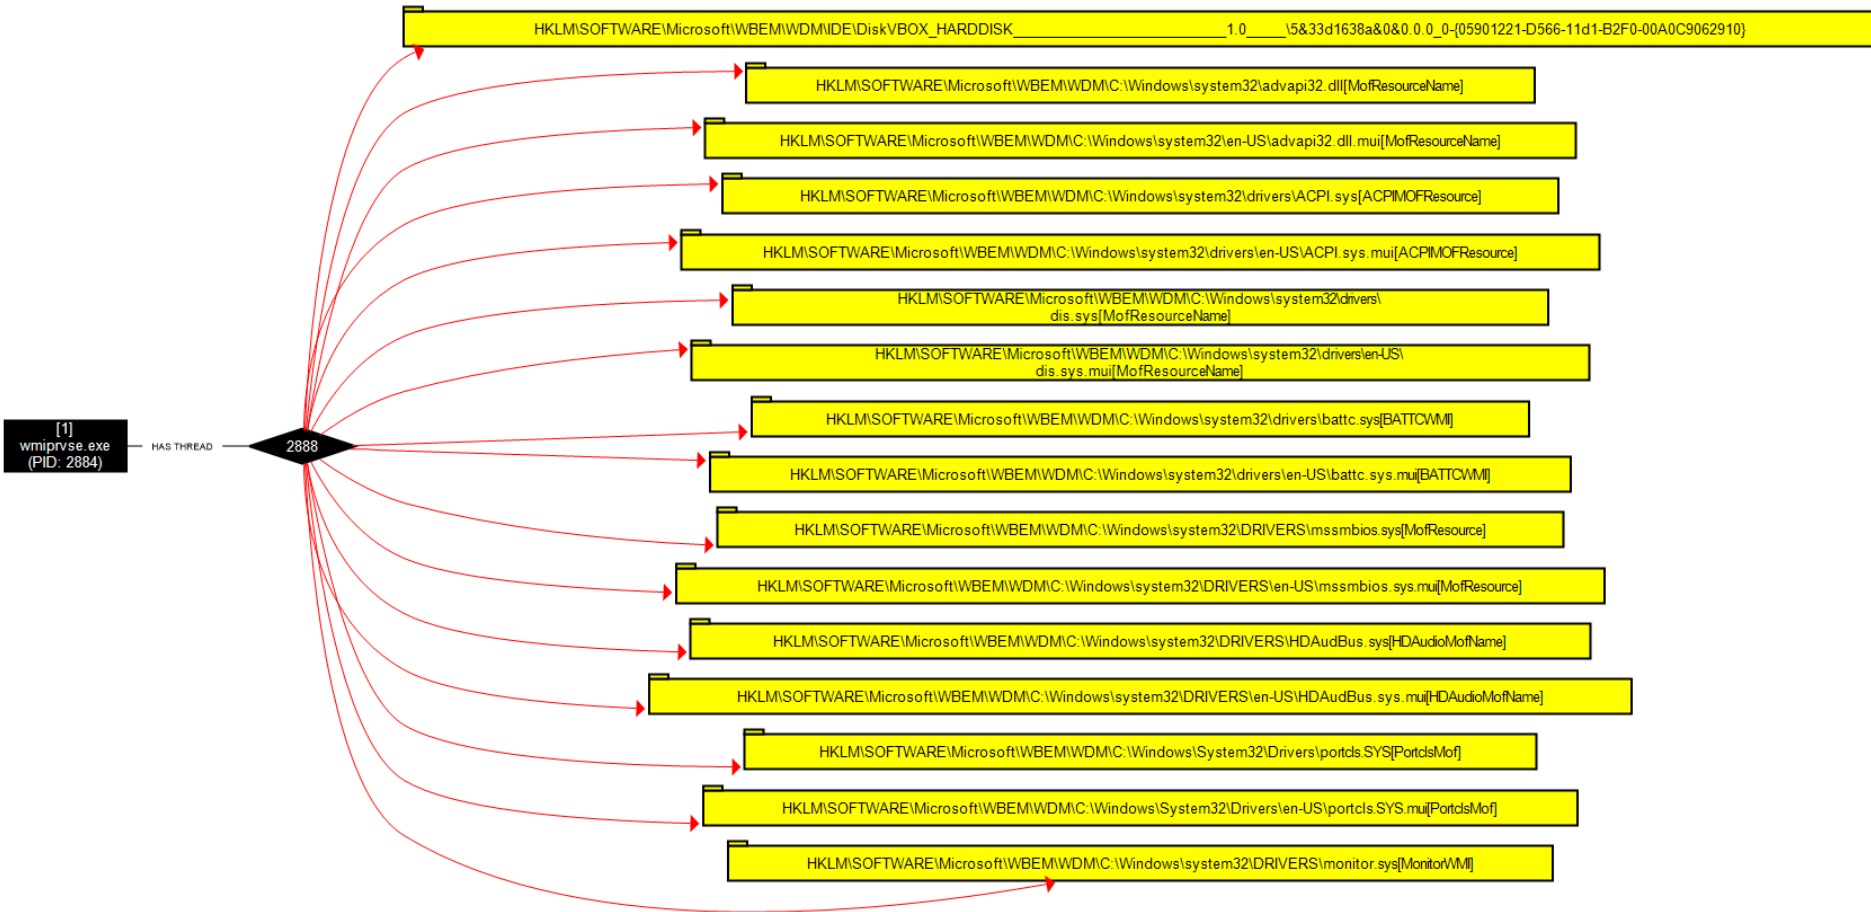 HKLM\SOFTWARE\Microsoft\WBEM\WDM\IDE\DiskVBOX_HARDDISK___________________________1.0_____\5&33d1638a&0&0.0.0_0-{05901221-D566-11d1-B2F0-00A0C9062910}
HKLM\SOFTWARE\Microsoft\WBEM\WDM\C:\Windows\system32\advapi32.dll[MofResourceName]
HKLM\SOFTWARE\Microsoft\WBEM\WDM\C:\Windows\system32\en-US\advapi32.dll.mui[MofResourceName]
HKLM\SOFTWARE\Microsoft\WBEM\WDM\C:\Windows\system32\drivers\ACPI.sys[ACPIMOFResource]
HKLM\SOFTWARE\Microsoft\WBEM\WDM\C:\Windows\system32\drivers\en-US\ACPI.sys.mui[ACPIMOFResource]
HKLM\SOFTWARE\Microsoft\WBEM\WDM\C:\Windows\system32\drivers\
dis.sys[MofResourceName]
HKLM\SOFTWARE\Microsoft\WBEM\WDM\C:\Windows\system32\drivers\en-US\
dis.sys.mui[MofResourceName]
HKLM\SOFTWARE\Microsoft\WBEM\WDM\C:\Windows\system32\drivers\battc.sys[BATTCWMI]
[1]
wmiprvse.exe
(PID: 2884)
HAS THREAD
2888
HKLM\SOFTWARE\Microsoft\WBEM\WDM\C:\Windows\system32\drivers\en-US\battc.sys.mui[BATTCWMI]
HKLM\SOFTWARE\Microsoft\WBEM\WDM\C:\Windows\system32\DRIVERS\mssmbios.sys[MofResource]
HKLM\SOFTWARE\Microsoft\WBEM\WDM\C:\Windows\system32\DRIVERS\en-US\mssmbios.sys.mui[MofResource]
HKLM\SOFTWARE\Microsoft\WBEM\WDM\C:\Windows\system32\DRIVERS\HDAudBus.sys[HDAudioMofName]
HKLM\SOFTWARE\Microsoft\WBEM\WDM\C:\Windows\system32\DRIVERS\en-US\HDAudBus.sys.mui[HDAudioMofName]
HKLM\SOFTWARE\Microsoft\WBEM\WDM\C:\Windows\System32\Drivers\portcls.SYS[PortclsMof]
HKLM\SOFTWARE\Microsoft\WBEM\WDM\C:\Windows\System32\Drivers\en-US\portcls.SYS.mui[PortclsMof]
HKLM\SOFTWARE\Microsoft\WBEM\WDM\C:\Windows\system32\DRIVERS\monitor.sys[MonitorWMI]